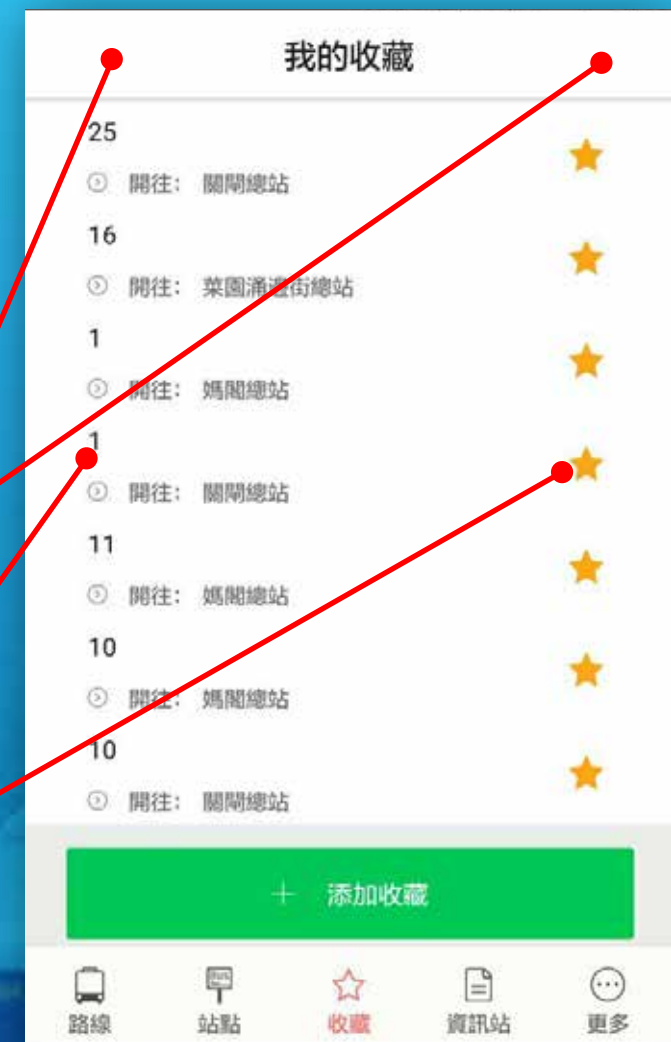 我的收藏
25
開往： 關閘總站
16
開往： 菜園涌邊街總站
1
開往： 媽閣總站
1
開往： 關閘總站
11
開往： 媽閣總站
10
開往： 媽閣總站
10
開往： 關閘總站
＋ 添加收藏
路線 站點 收藏 資訊站 更多